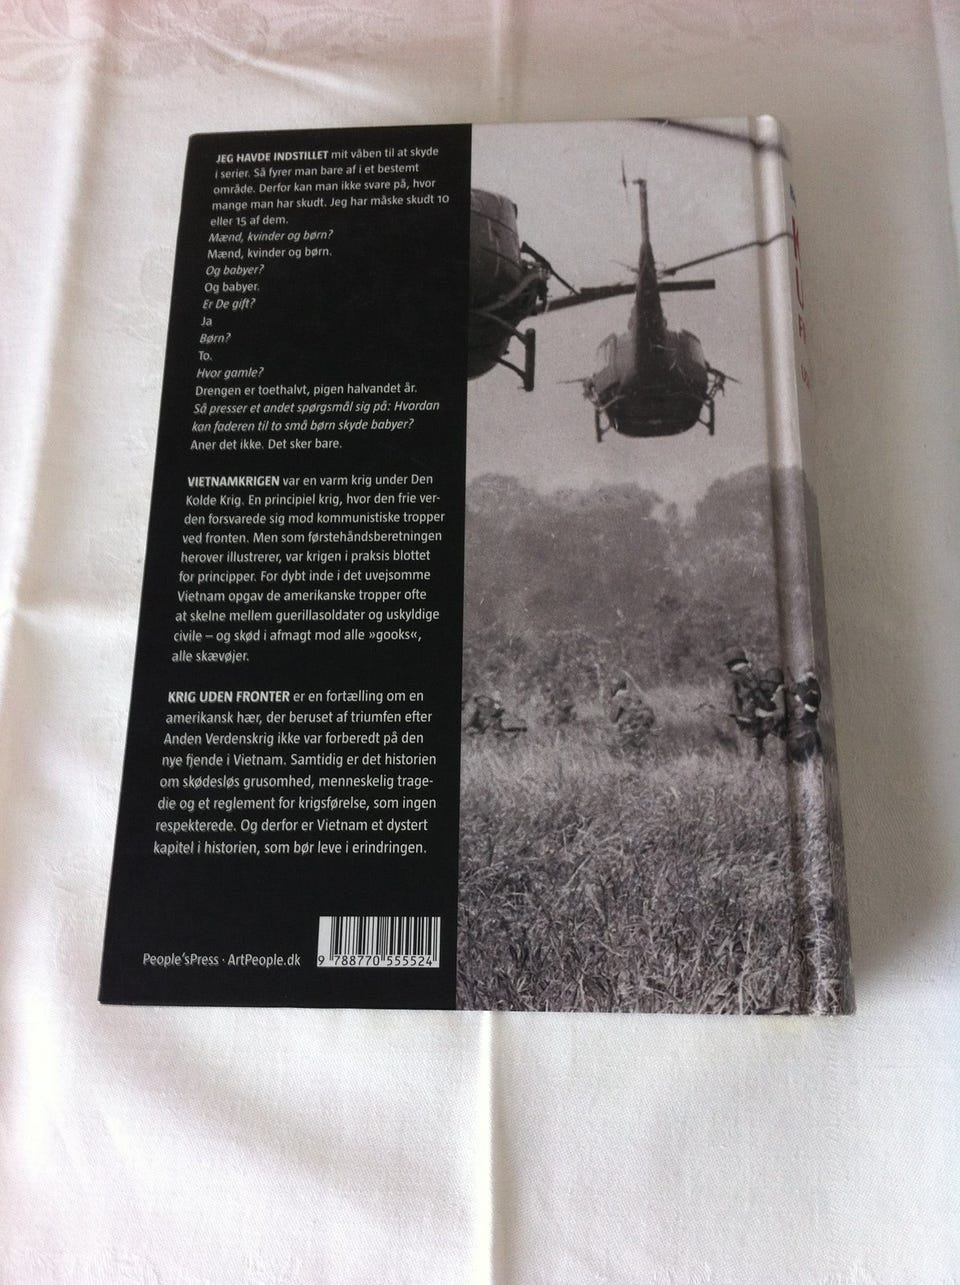 JEG HAVDE INDSTILLET mit våben til at skyde
i serier. Så fyrer man bare af i et bestemt
område. Derfor kan man ikke svare på, hvor
mange man har skudt. Jeg har måske skudt 10
eller 15 af dem.
Mænd, kvinder og børn?
Mænd, kvinder og børn.
Og babyer?
Og babyer.
Er De gift?
Ja
Børn?
To.
Hvor gamle?
Drengen er toethalvt, pigen halvandet år.
Så presser et andet spørgsmål sig på: Hvordan
kan faderen til to små børn skyde babyer?
Aner det ikke. Det sker bare.
VIETNAMKRIGEN var en varm krig under Den
Kolde Krig. En principiel krig, hvor den frie ver-
den forsvarede sig mod kommunistiske tropper
ved fronten. Men som førstehåndsberetningen
herover illustrerer, var krigen i praksis blottet
for principper. For dybt inde i det uvejsomme
Vietnam opgav de amerikanske tropper ofte
at skelne mellem guerillasoldater og uskyldige
civile – og skød i afmagt mod alle »gooks«,
alle skævøjer.
KRIG UDEN FRONTER er en fortælling om en
amerikansk hær, der beruset af triumfen efter
Anden Verdenskrig ikke var forberedt på den
nye fjende i Vietnam. Samtidig er det historien
om skødesløs grusomhed, menneskelig trage-
die og et reglement for krigsførelse, som ingen
respekterede. Og derfor er Vietnam et dystert
kapitel i historien, som bør leve i erindringen.
People'sPress · ArtPeople.dk
9 788770 555524